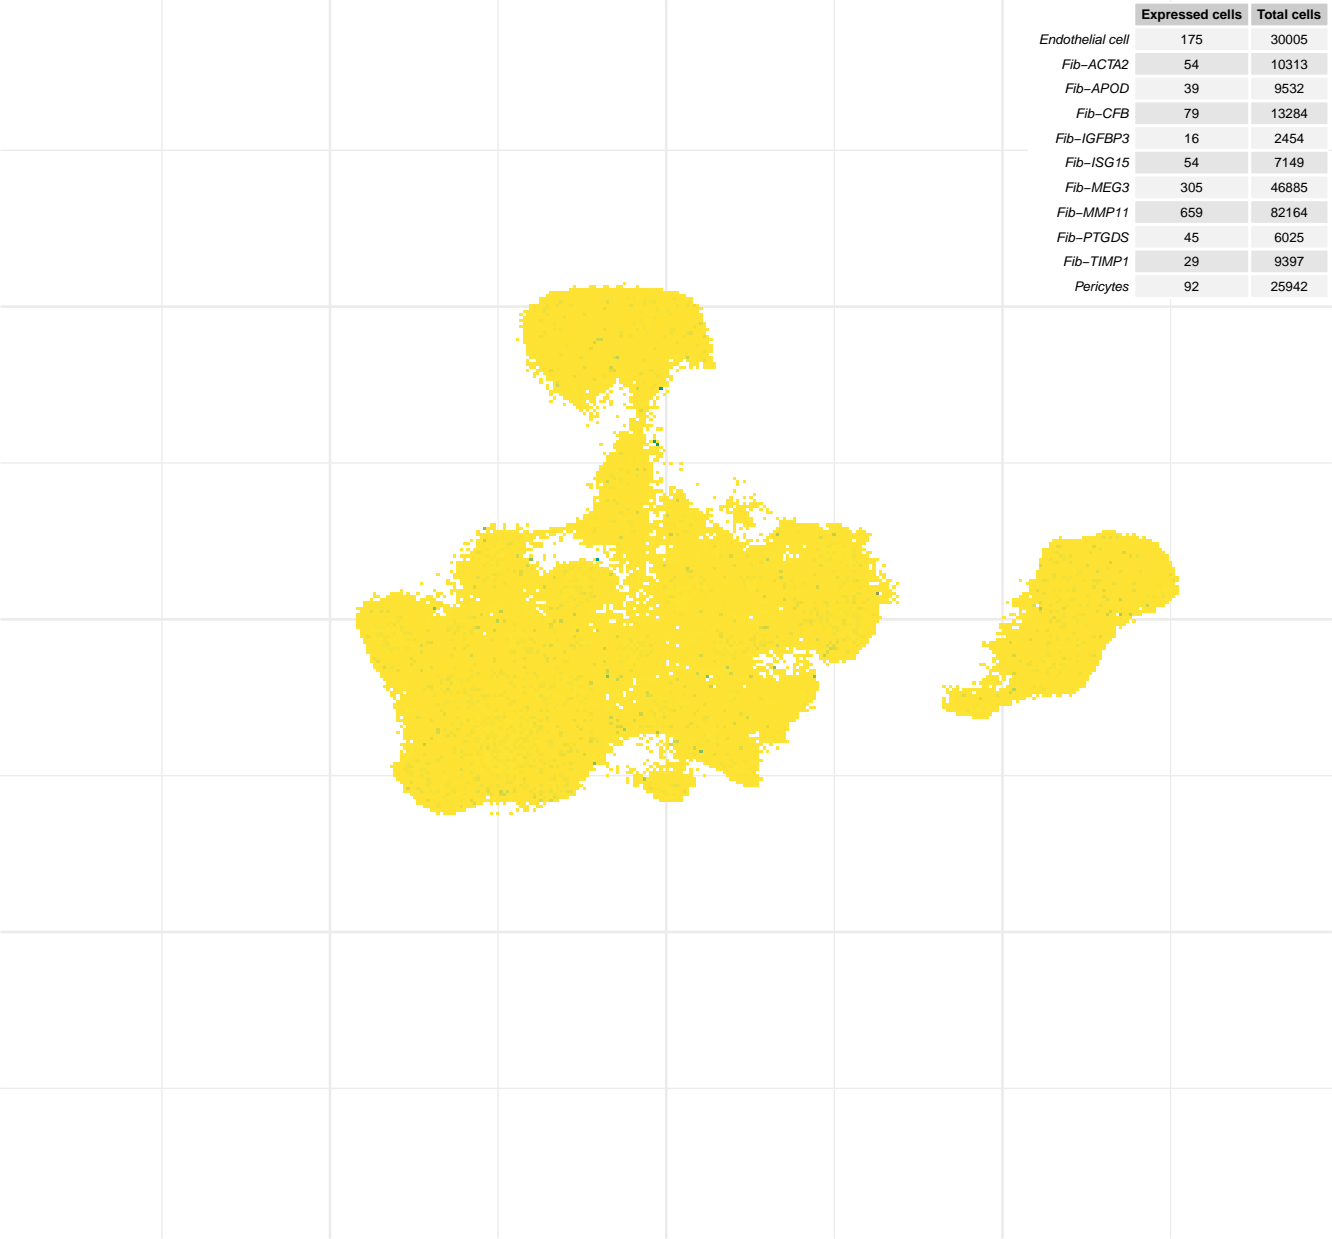 Expressed cells Total cells
Endothelial cell 175 30005
Fib−ACTA2 54 10313
Fib−APOD 39 9532
Fib−CFB 79 13284
Fib−IGFBP3 16 2454
Fib−ISG15 54 7149
Fib−MEG3 305 46885
Fib−MMP11 659 82164
Fib−PTGDS 45 6025
Fib−TIMP1 29 9397
Pericytes 92 25942